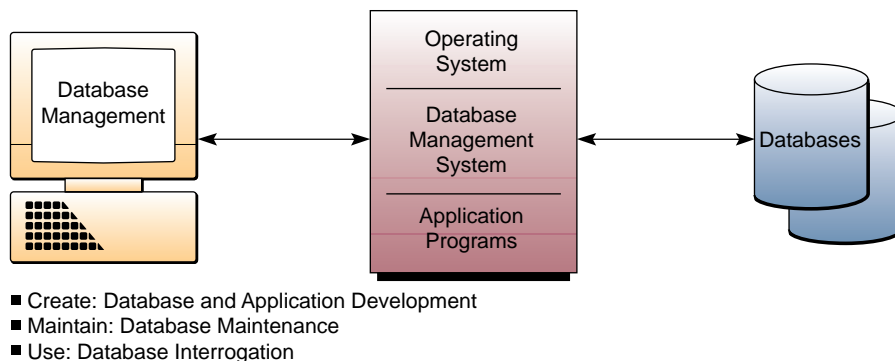 Database
Management
Operating
System
Database
Management
System
Application
Programs
Databases
■ Create: Database and Application Development
■ Maintain: Database Maintenance
■ Use: Database Interrogation